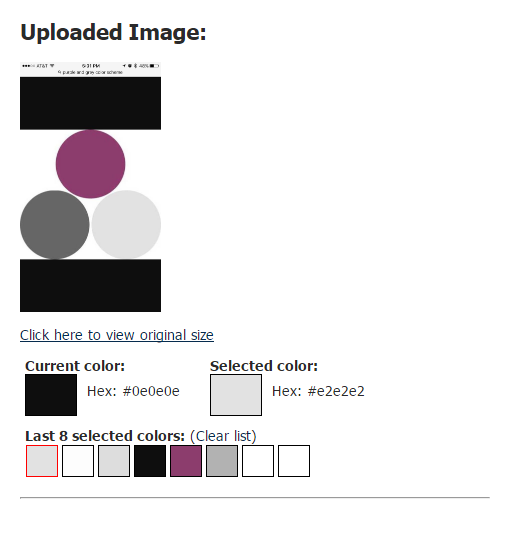 Uploaded Image:
AT&T 6:31 PM 48%
purple and grey color scheme
Click here to view original size
Current color: Selected color:
Hex: #0e0e0e Hex: #e2e2e2
Last 8 selected colors: (Clear list)